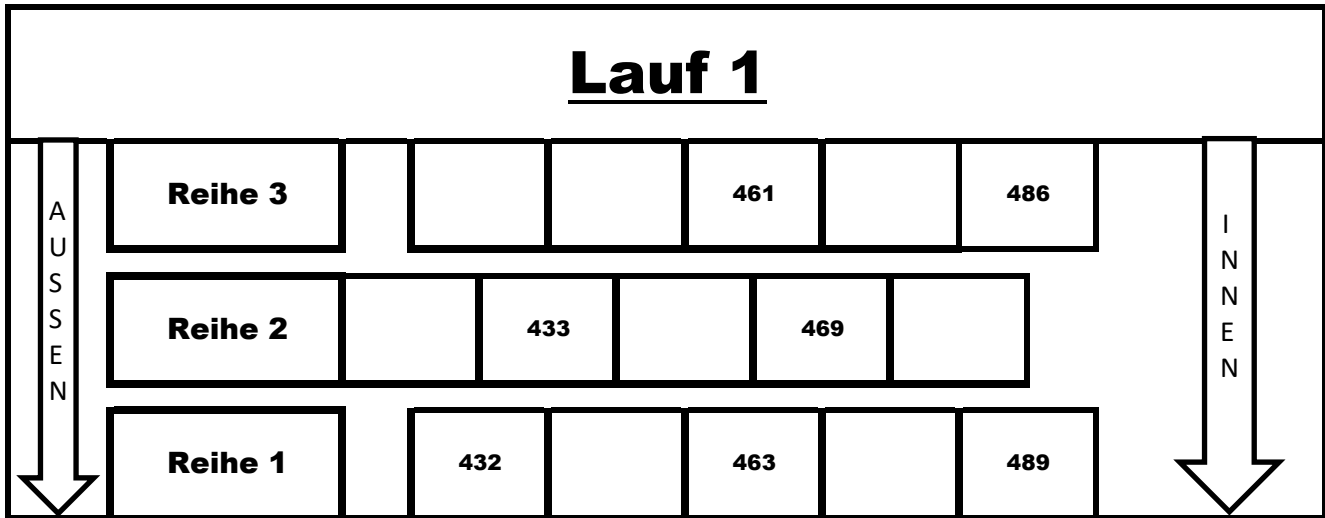 Lauf 1
AUSSEN
Reihe 3 461 486
INNEN
Reihe 2 433 469
Reihe 1 432 463 489